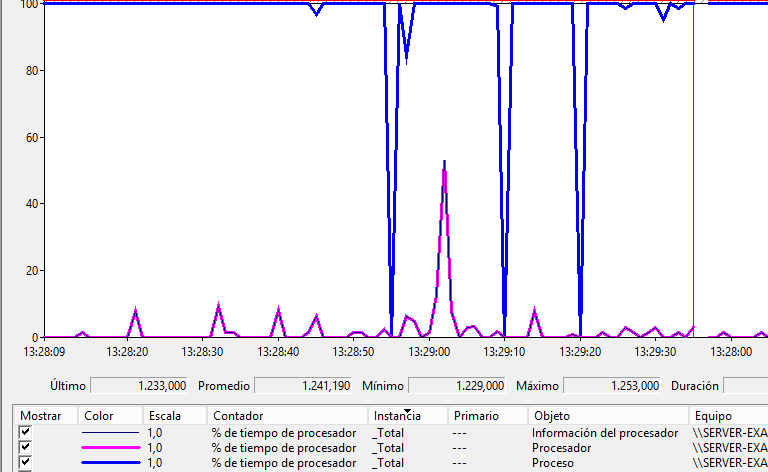 100
80
60
40
20
0
13:28:09 13:28:20 13:28:30 13:28:40 13:28:50 13:29:00 13:29:10 13:29:20 13:29:30 13:28:00
Último 1.233,000 Promedio 1.241,190 Mínimo 1.229,000 Máximo 1.253,000 Duración
Mostrar Color Escala Contador Instancia Primario Objeto Equipo
1,0 % de tiempo de procesador _Total --- Información del procesador \\SERVER-EXA
1,0 % de tiempo de procesador _Total --- Procesador \\SERVER-EXA
1,0 % de tiempo de procesador _Total --- Proceso \\SERVER-EXA